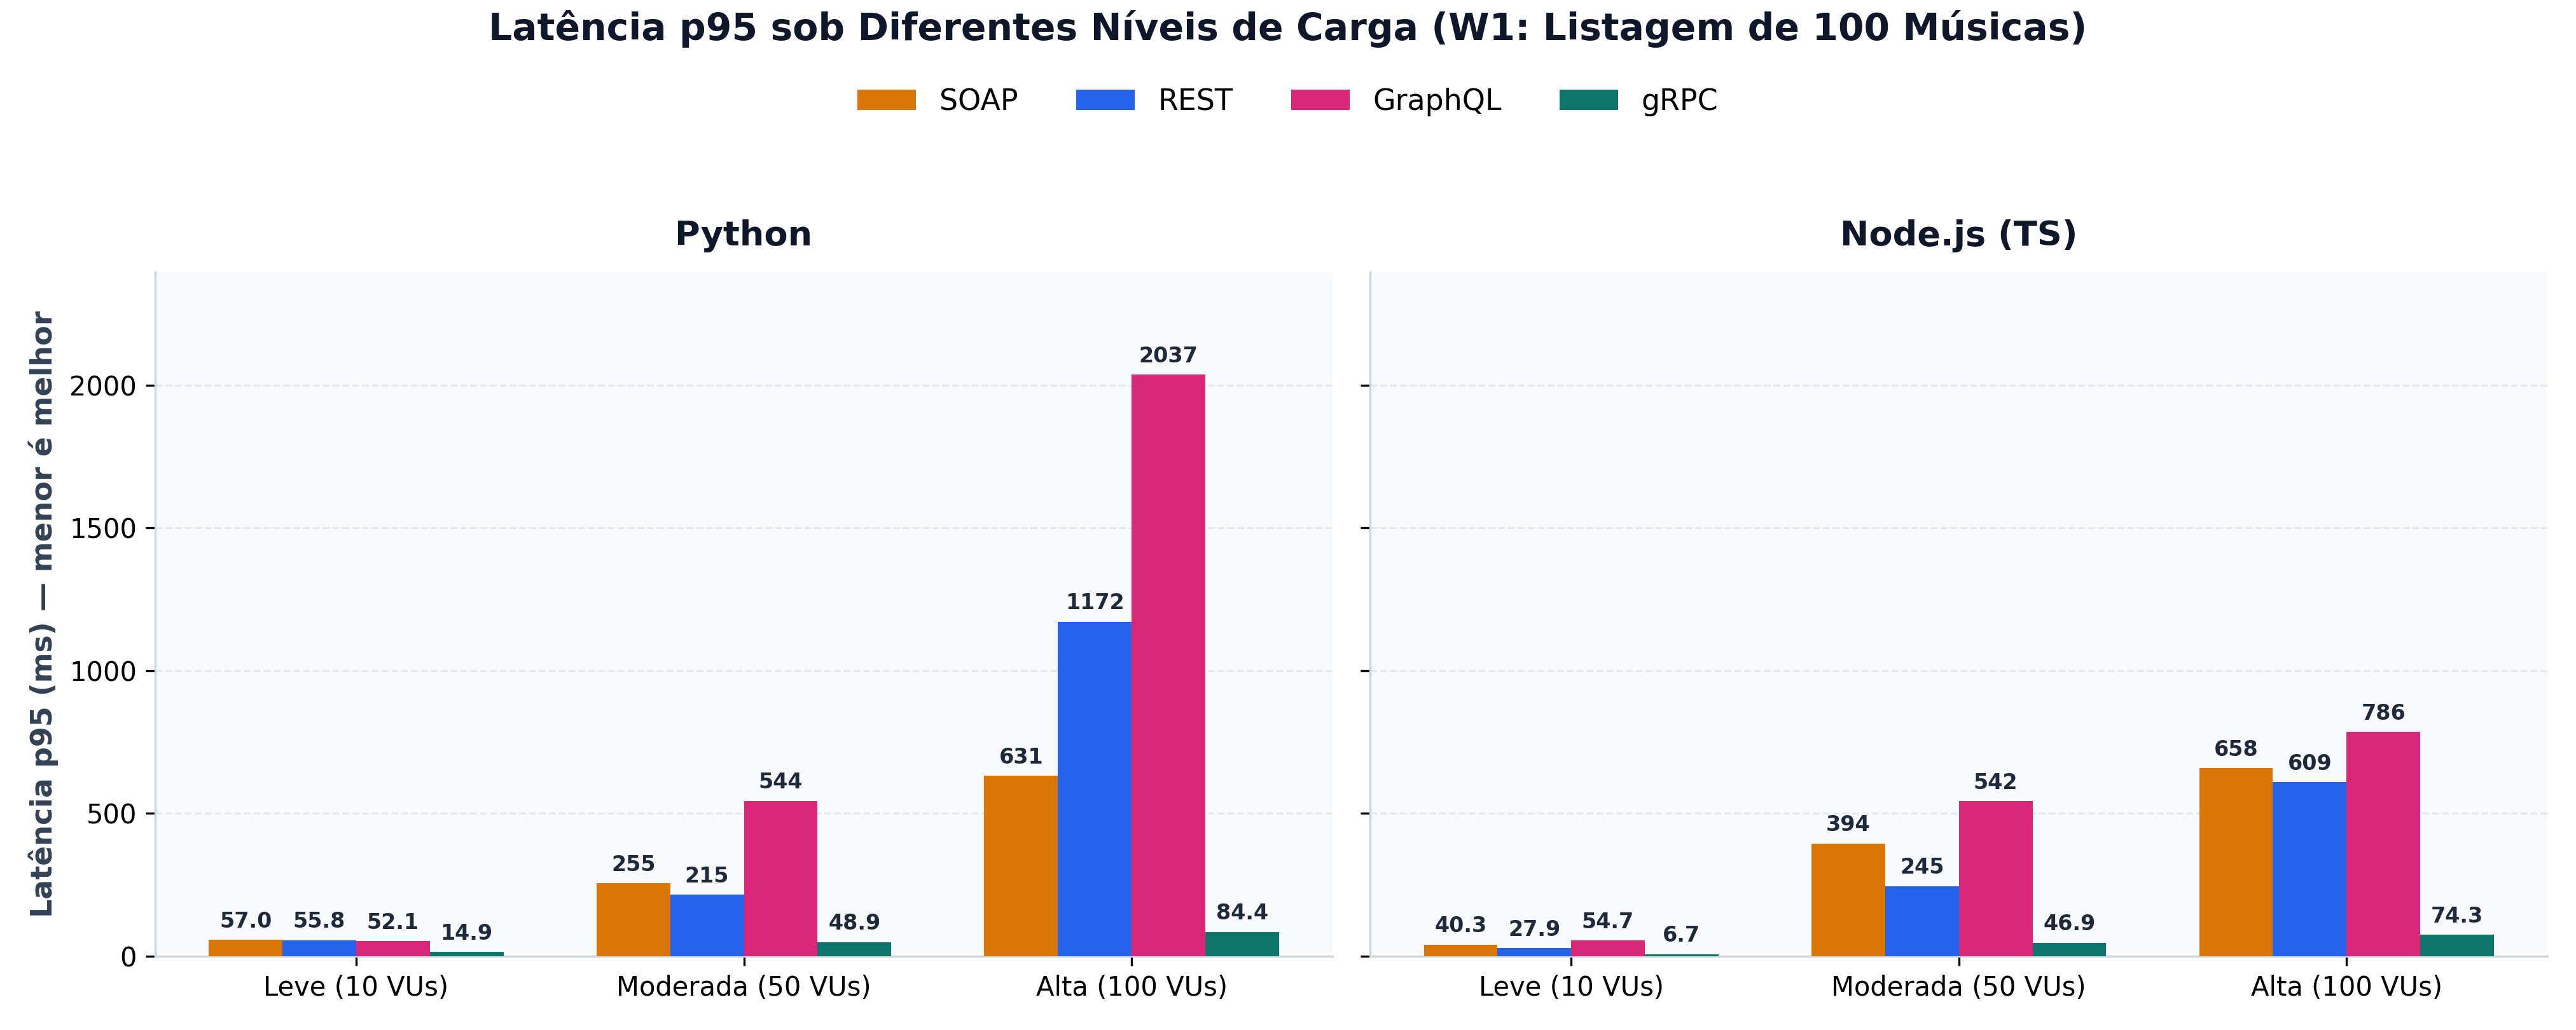 Latência p95 sob Diferentes Níveis de Carga (W1: Listagem de 100 Músicas)
SOAP REST GraphQL gRPC
Python
Latência p95 (ms) — menor é melhor
2000
1500
1000
500
0
57.0 55.8 52.1 14.9
255 215 544 48.9
631 1172 2037 84.4
Leve (10 VUs) Moderada (50 VUs) Alta (100 VUs)
Node.js (TS)
40.3 27.9 54.7 6.7
394 245 542 46.9
658 609 786 74.3
Leve (10 VUs) Moderada (50 VUs) Alta (100 VUs)